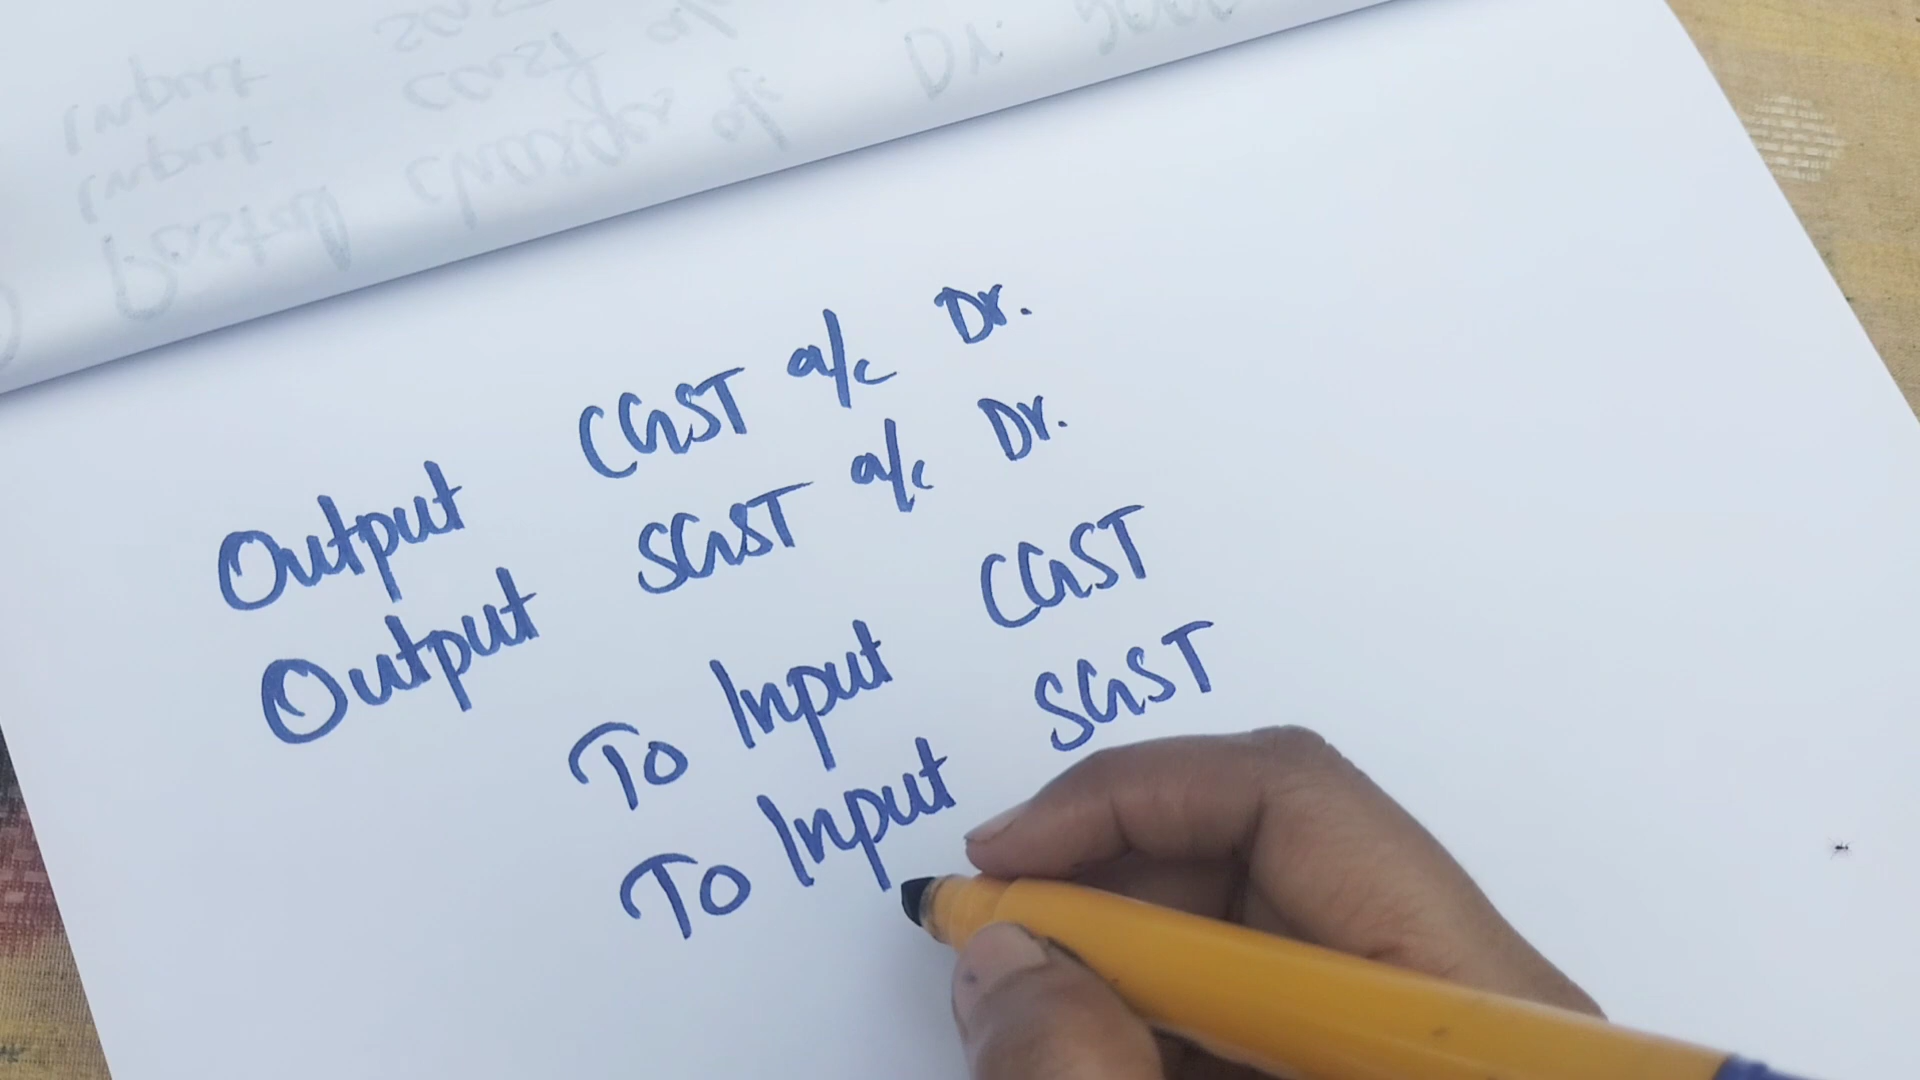 Output CGST a/c Dr.
Output SGST a/c Dr.
To Input CGST
To Input SGST